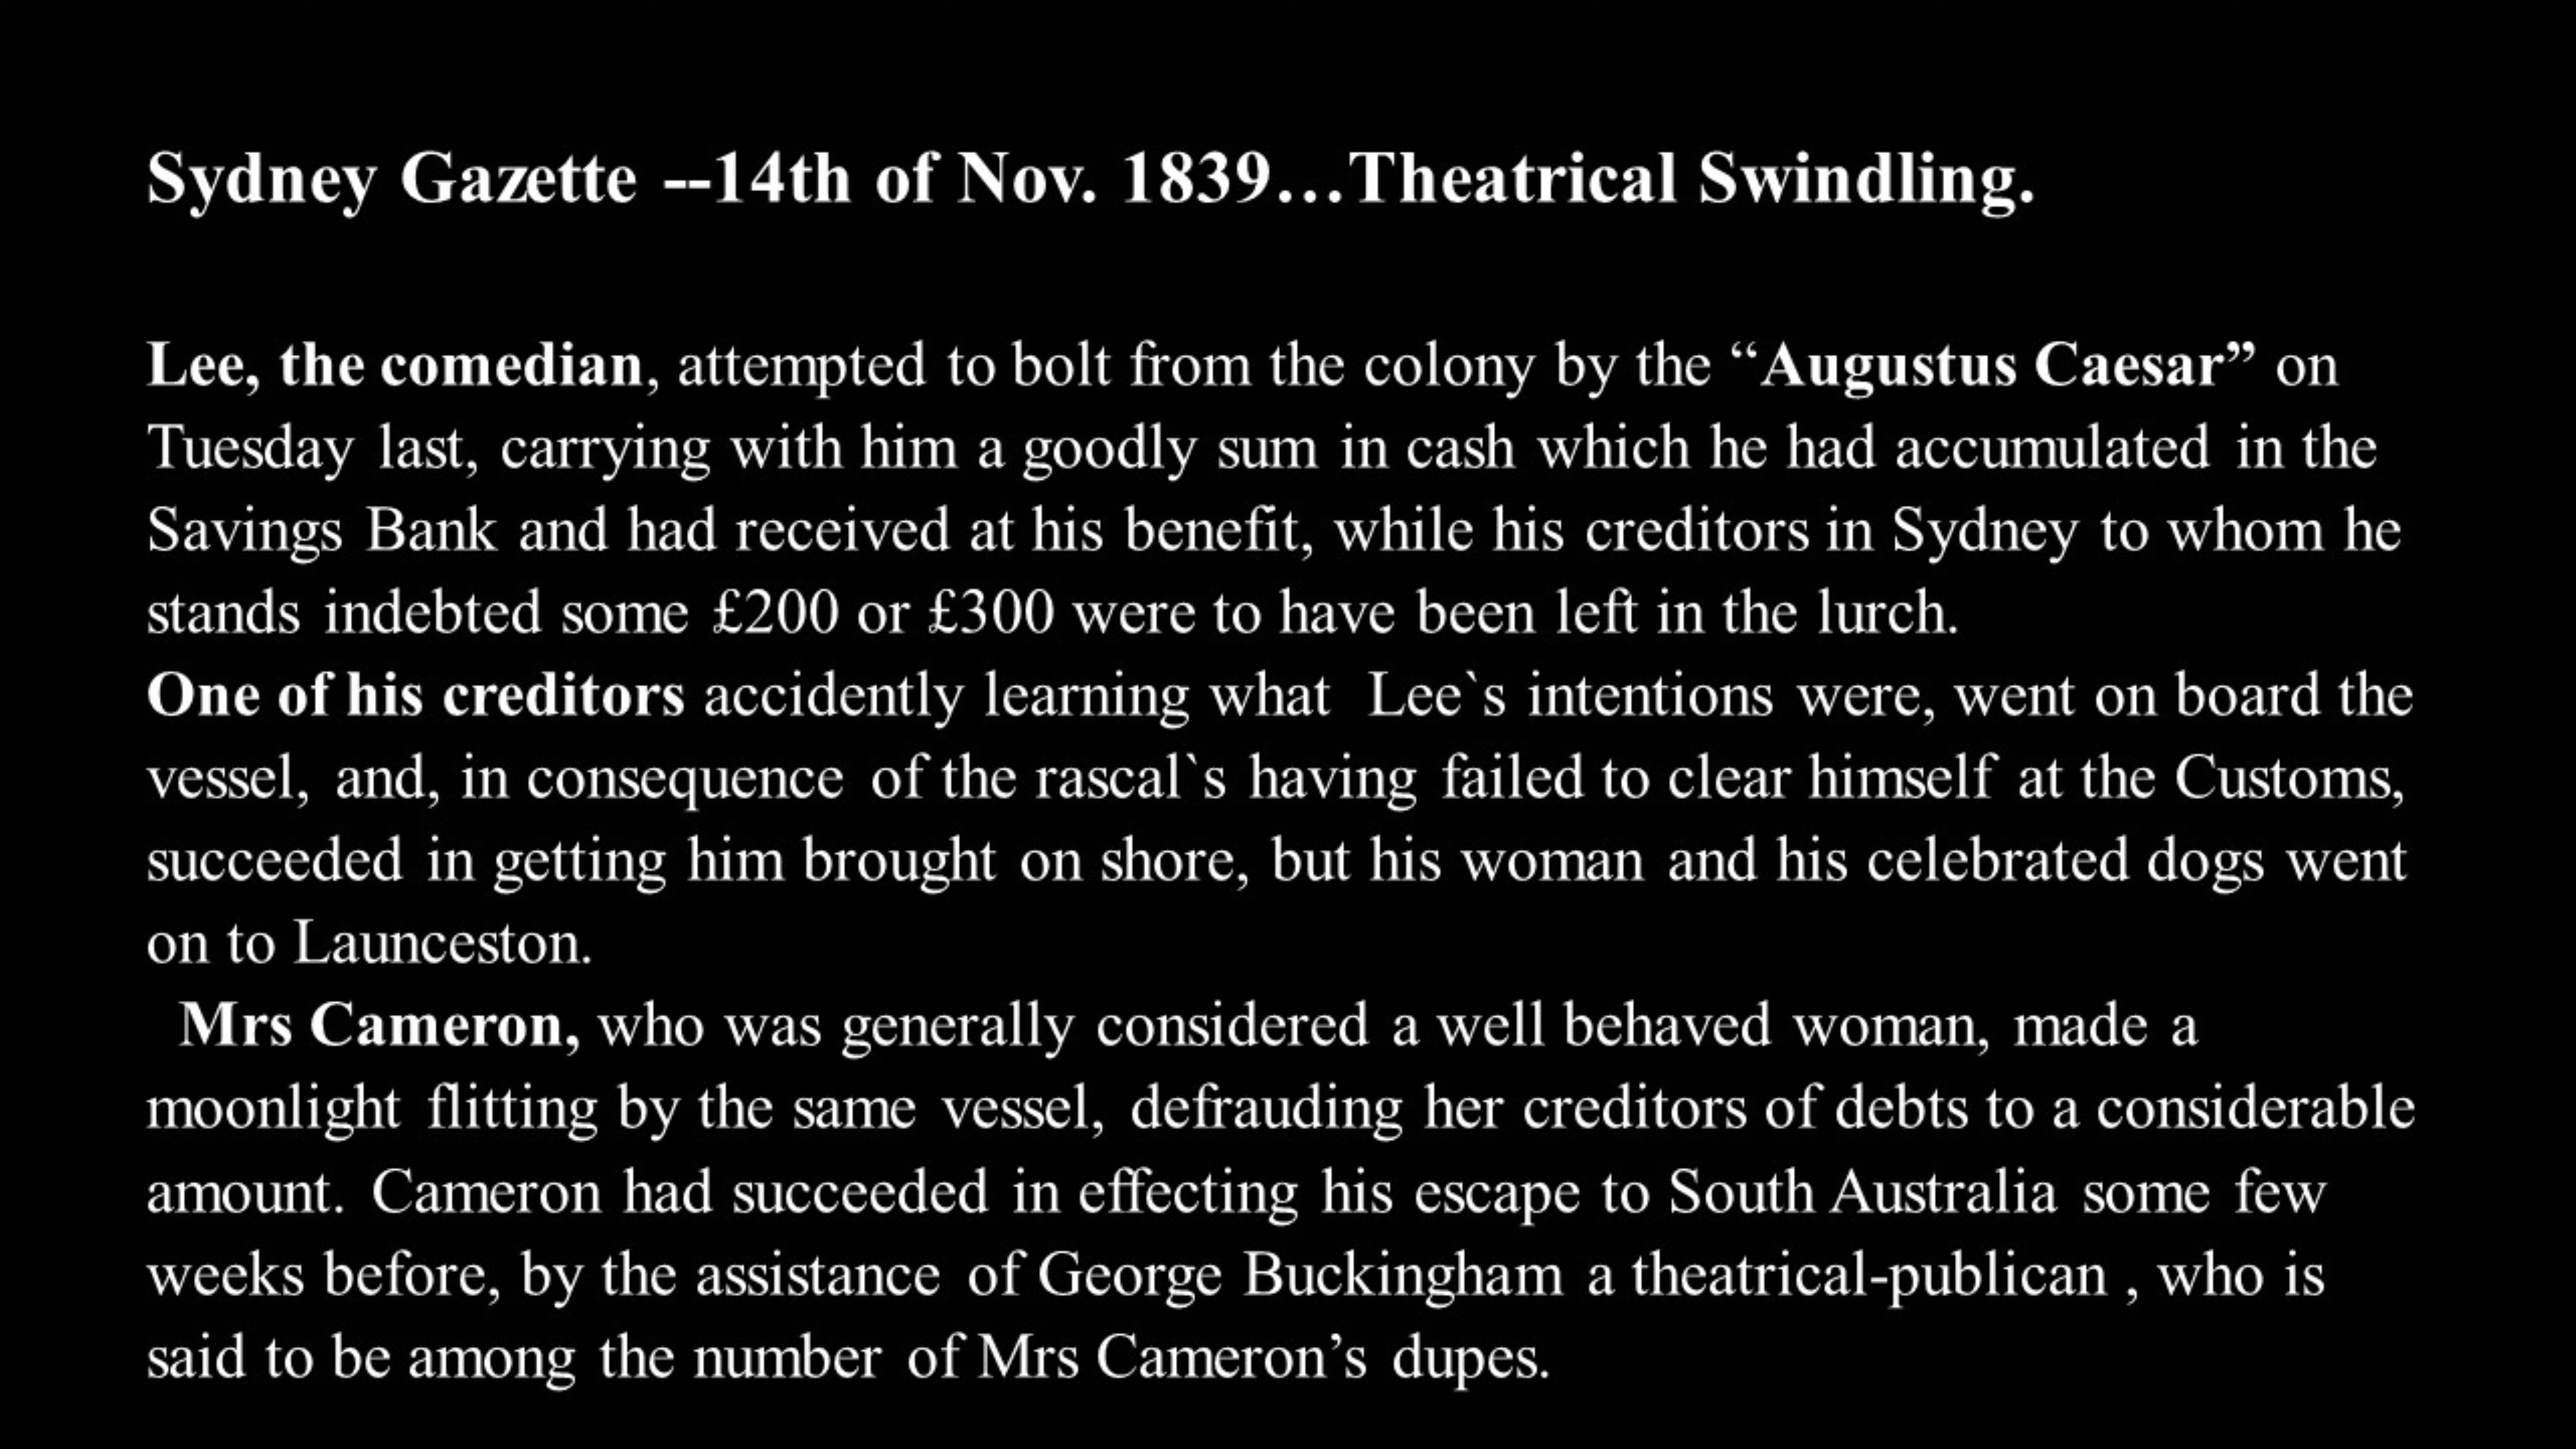 Sydney Gazette --14th of Nov. 1839...Theatrical Swindling.
Lee, the comedian, attempted to bolt from the colony by the “Augustus Caesar” on
Tuesday last, carrying with him a goodly sum in cash which he had accumulated in the
Savings Bank and had received at his benefit, while his creditors in Sydney to whom he
stands indebted some £200 or £300 were to have been left in the lurch.
One of his creditors accidently learning what Lee`s intentions were, went on board the
vessel, and, in consequence of the rascal`s having failed to clear himself at the Customs,
succeeded in getting him brought on shore, but his woman and his celebrated dogs went
on to Launceston.
Mrs Cameron, who was generally considered a well behaved woman, made a
moonlight flitting by the same vessel, defrauding her creditors of debts to a considerable
amount. Cameron had succeeded in effecting his escape to South Australia some few
weeks before, by the assistance of George Buckingham a theatrical-publican , who is
said to be among the number of Mrs Cameron’s dupes.